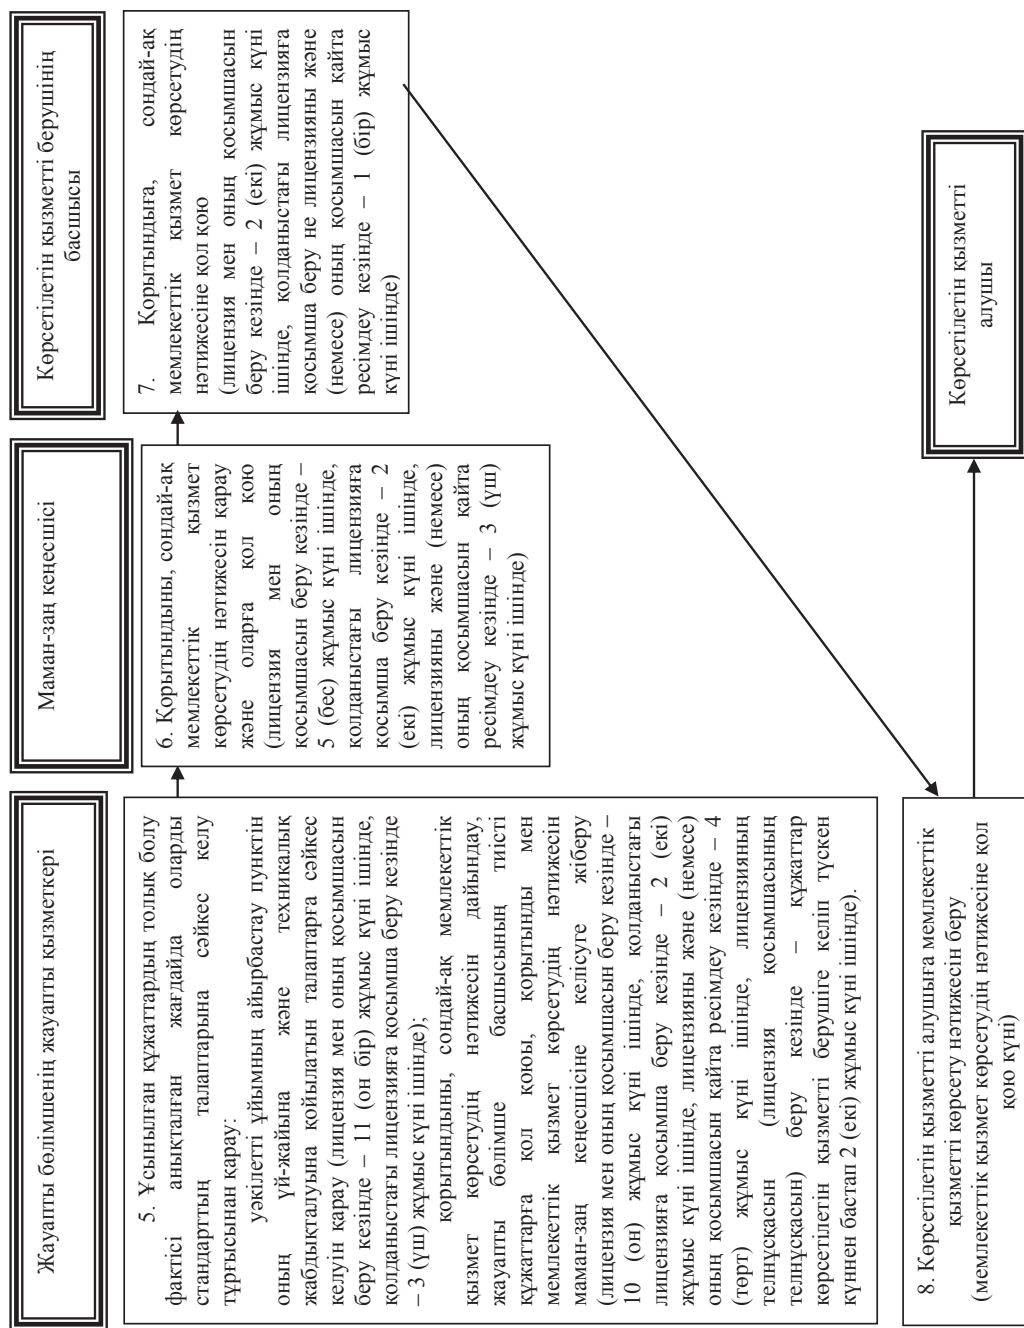 Жауапты бөлімшенің жауапты қызметкері
5. Ұсынылған құжаттардың толық болу
фактісі анықталған жағдайда оларды
стандарттың талаптарына сәйкес келу
тұрғысынан қарау:
уәкілетті ұйымның айырбастау пунктін
оның үй-жайына және техникалық
жабдықталуына қойылатын талаптарға сәйкес
келуін қарау (лицензия мен оның қосымшасын
беру кезінде – 11 (он бір) жұмыс күні ішінде,
қолданыстағы лицензияға қосымша беру кезінде
– 3 (үш) жұмыс күні ішінде);
қорытындыны, сондай-ақ мемлекеттік
қызмет көрсетудің нәтижесін дайындау,
жауапты бөлімше басшысының тиісті
құжаттарға қол қоюы, қорытынды мен
мемлекеттік қызмет көрсетудің нәтижесін
маман-заң кеңесшісіне келісуге жіберу
(лицензия мен оның қосымшасын беру кезінде –
10 (он) жұмыс күні ішінде, қолданыстағы
лицензияға қосымша беру кезінде – 2 (екі)
жұмыс күні ішінде, лицензияны және (немесе)
оның қосымшасын қайта ресімдеу кезінде – 4
(төрт) жұмыс күні ішінде, лицензияның
телнұсқасын (лицензия қосымшасының
телнұсқасын) беру кезінде – құжаттар
көрсетілетін қызметті берушіге келіп түскен
күннен бастап 2 (екі) жұмыс күні ішінде).
Маман-заң кеңесшісі
6. Қорытындыны, сондай-ақ
мемлекеттік қызмет
көрсетудің нәтижесін қарау
және оларға қол қою
(лицензия мен оның
қосымшасын беру кезінде –
5 (бес) жұмыс күні ішінде,
қолданыстағы лицензияға
қосымша беру кезінде – 2
(екі) жұмыс күні ішінде,
лицензияны және (немесе)
оның қосымшасын қайта
ресімдеу кезінде – 3 (үш)
жұмыс күні ішінде)
Көрсетілетін қызметті берушінің
басшысы
7. Қорытындыға, сондай-ақ
мемлекеттік қызмет көрсетудің
нәтижесіне қол қою
(лицензия мен оның қосымшасын
беру кезінде – 2 (екі) жұмыс күні
ішінде, қолданыстағы лицензияға
қосымша беру не лицензияны және
(немесе) оның қосымшасын қайта
ресімдеу кезінде – 1 (бір) жұмыс
күні ішінде)
8. Көрсетілетін қызметті алушыға мемлекеттік
қызметті көрсету нәтижесін беру
(мемлекеттік қызмет көрсетудің нәтижесіне қол
қою күні)
Көрсетілетін қызметті
алушы